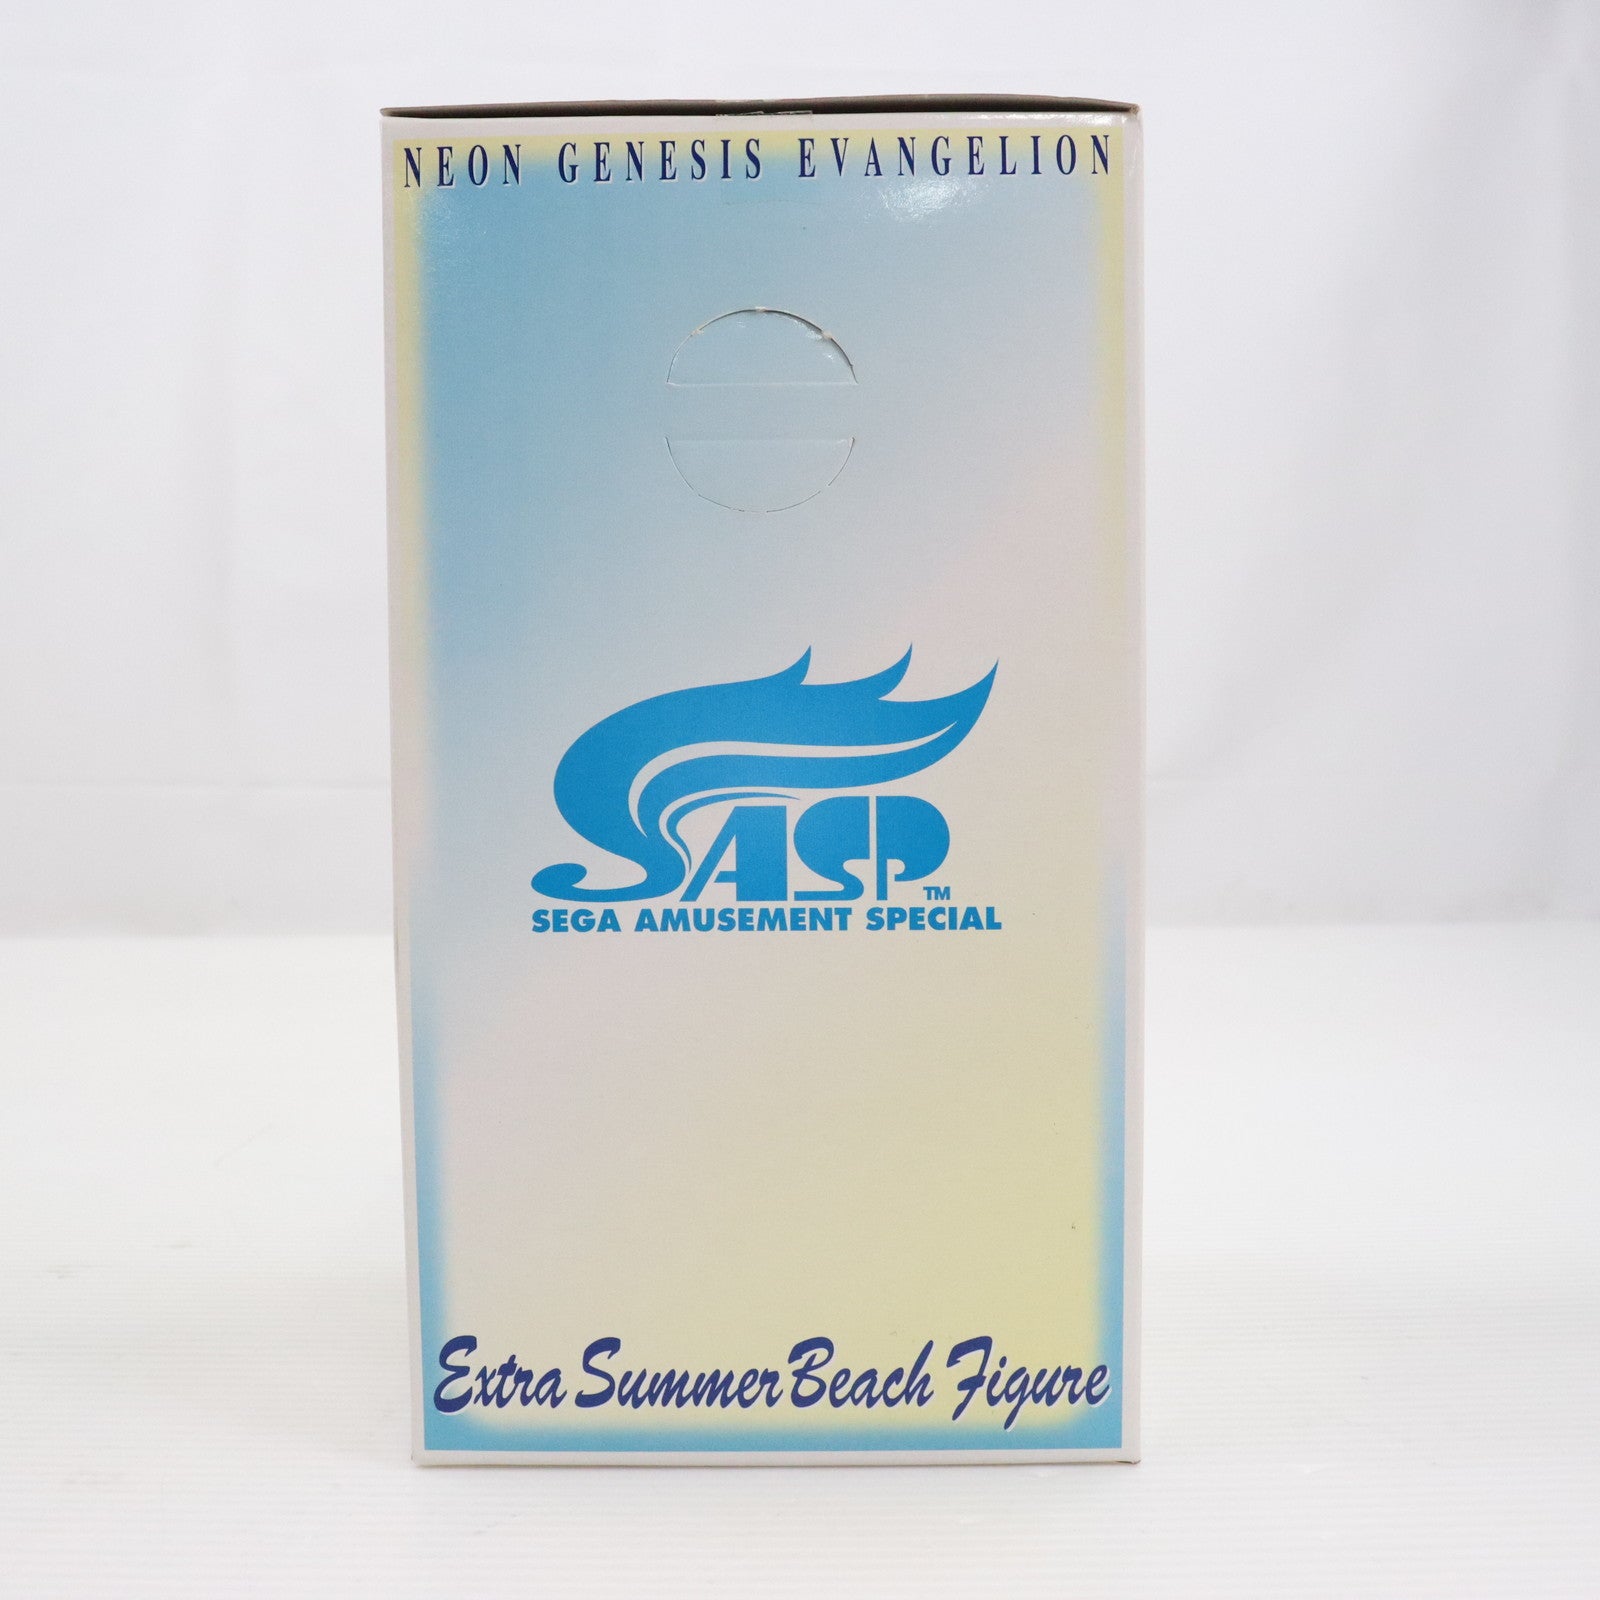 NEON GENESIS EVANGELION
SASP TM
SEGA AMUSEMENT SPECIAL
Extra Summer Beach Figure